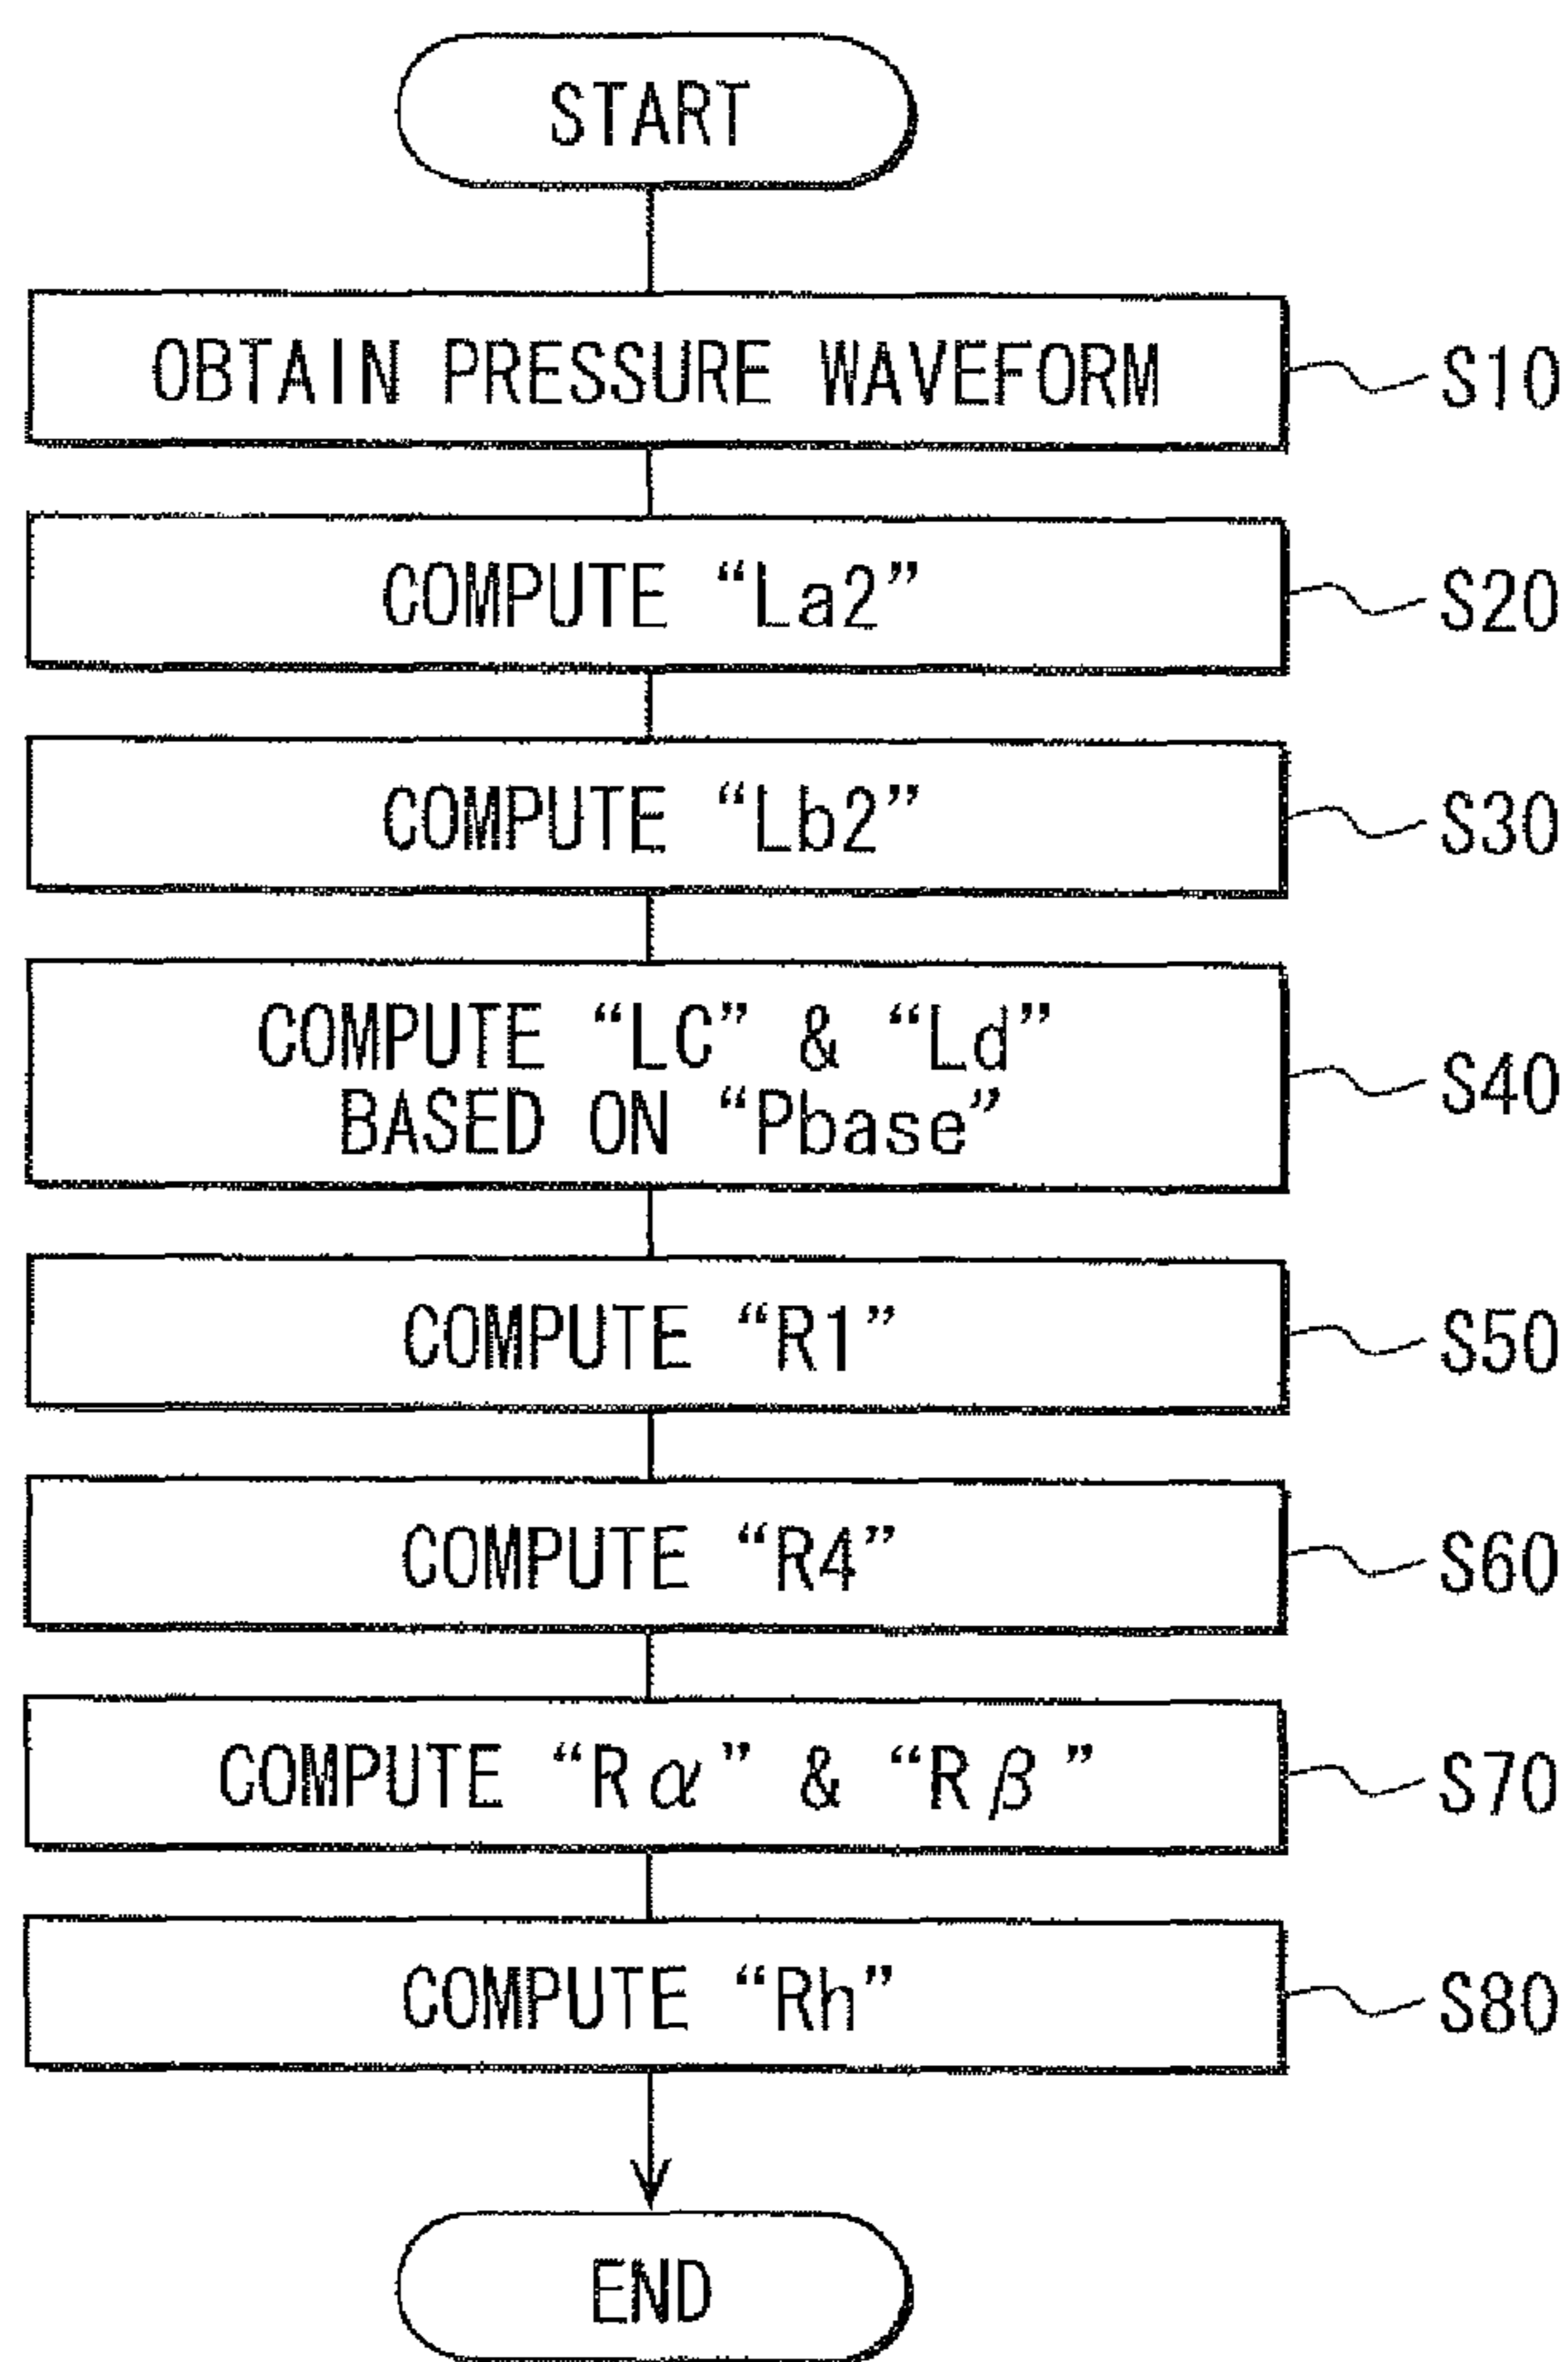 START
OBTAIN PRESSURE WAVEFORM
S10
COMPUTE “La2”
S20
COMPUTE “Lb2”
S30
COMPUTE “LC” & “Ld”
BASED ON “Pbase”
S40
COMPUTE “R1”
S50
COMPUTE “R4”
S60
COMPUTE “Rα” & “Rβ”
S70
COMPUTE “Rh”
S80
END